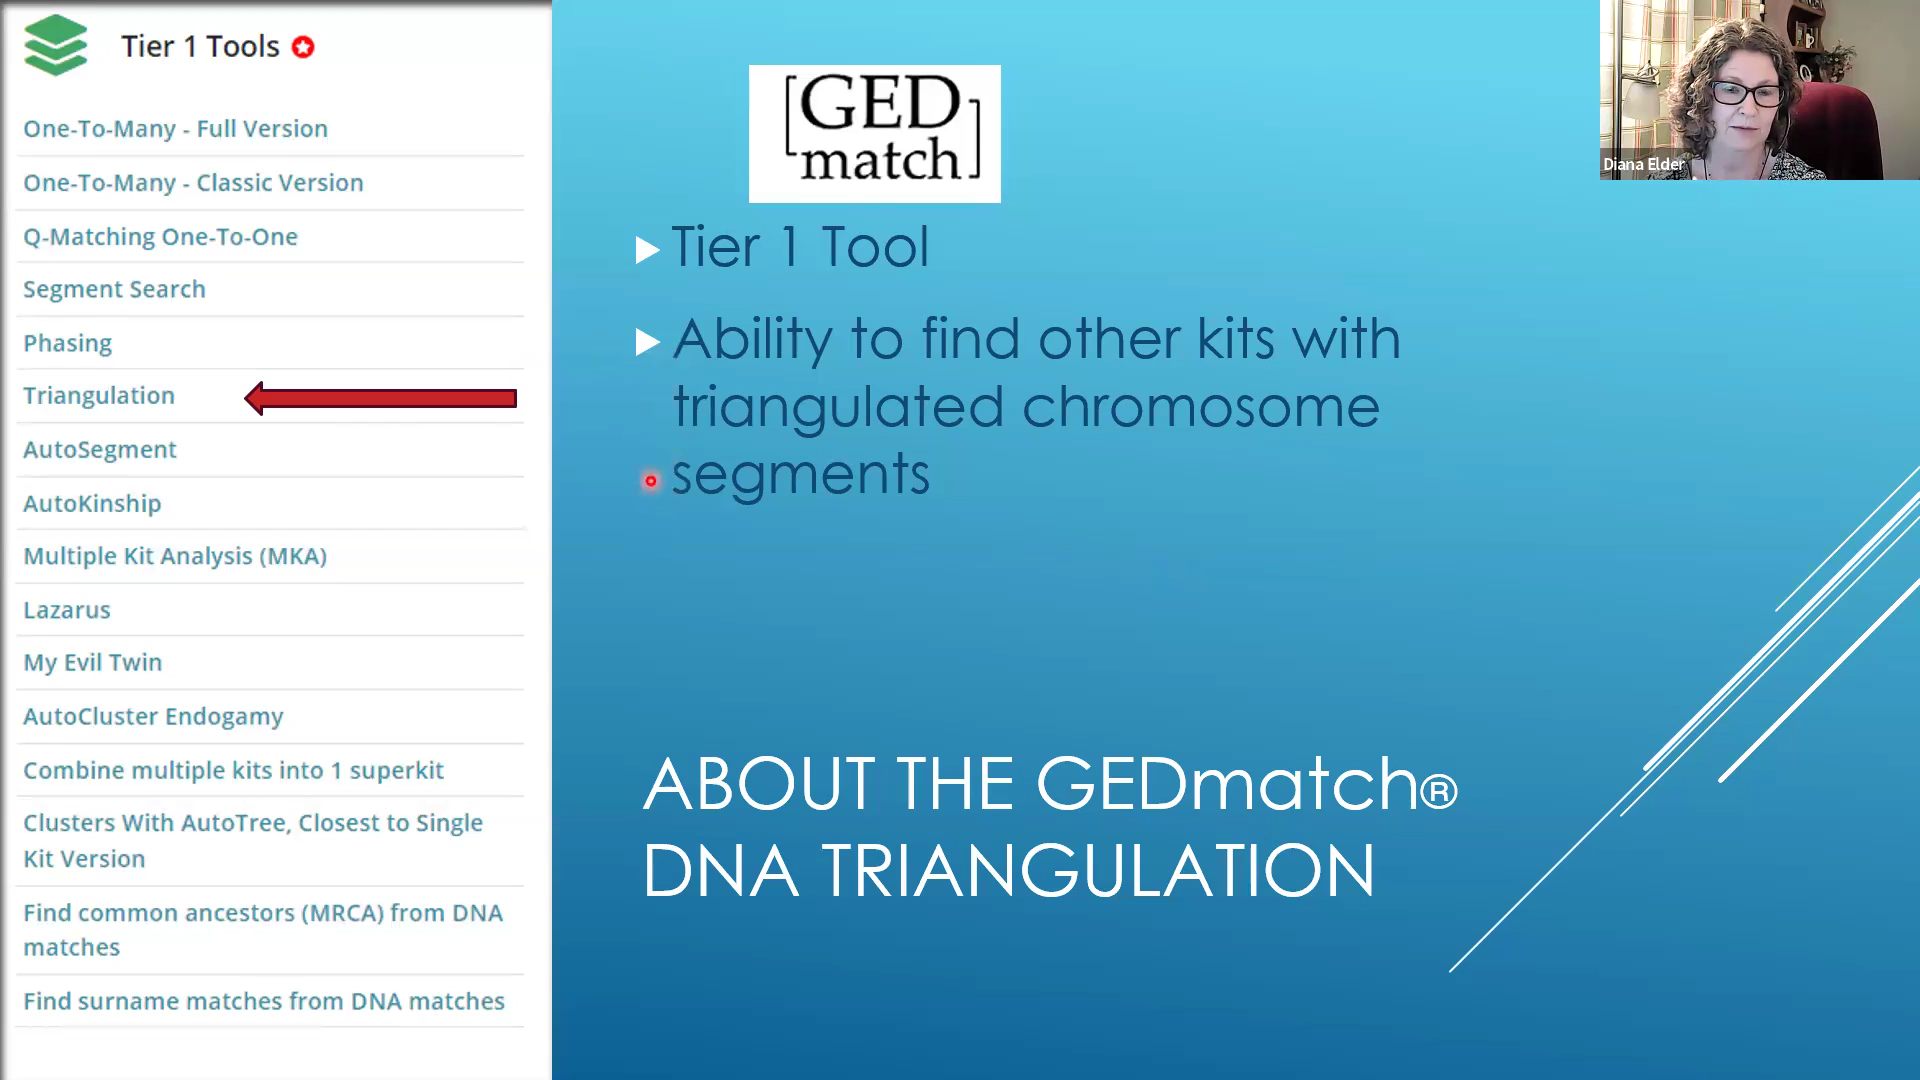 Tier 1 Tools
One-To-Many - Full Version
One-To-Many - Classic Version
Q-Matching One-To-One
Segment Search
Phasing
Triangulation
AutoSegment
AutoKinship
Multiple Kit Analysis (MKA)
Lazarus
My Evil Twin
AutoCluster Endogamy
Combine multiple kits into 1 superkit
Clusters With AutoTree, Closest to Single
Kit Version
Find common ancestors (MRCA) from DNA
matches
Find surname matches from DNA matches
GED
match
Tier 1 Tool
Ability to find other kits with
triangulated chromosome
segments
ABOUT THE GEDmatch®
DNA TRIANGULATION
Diana Elder